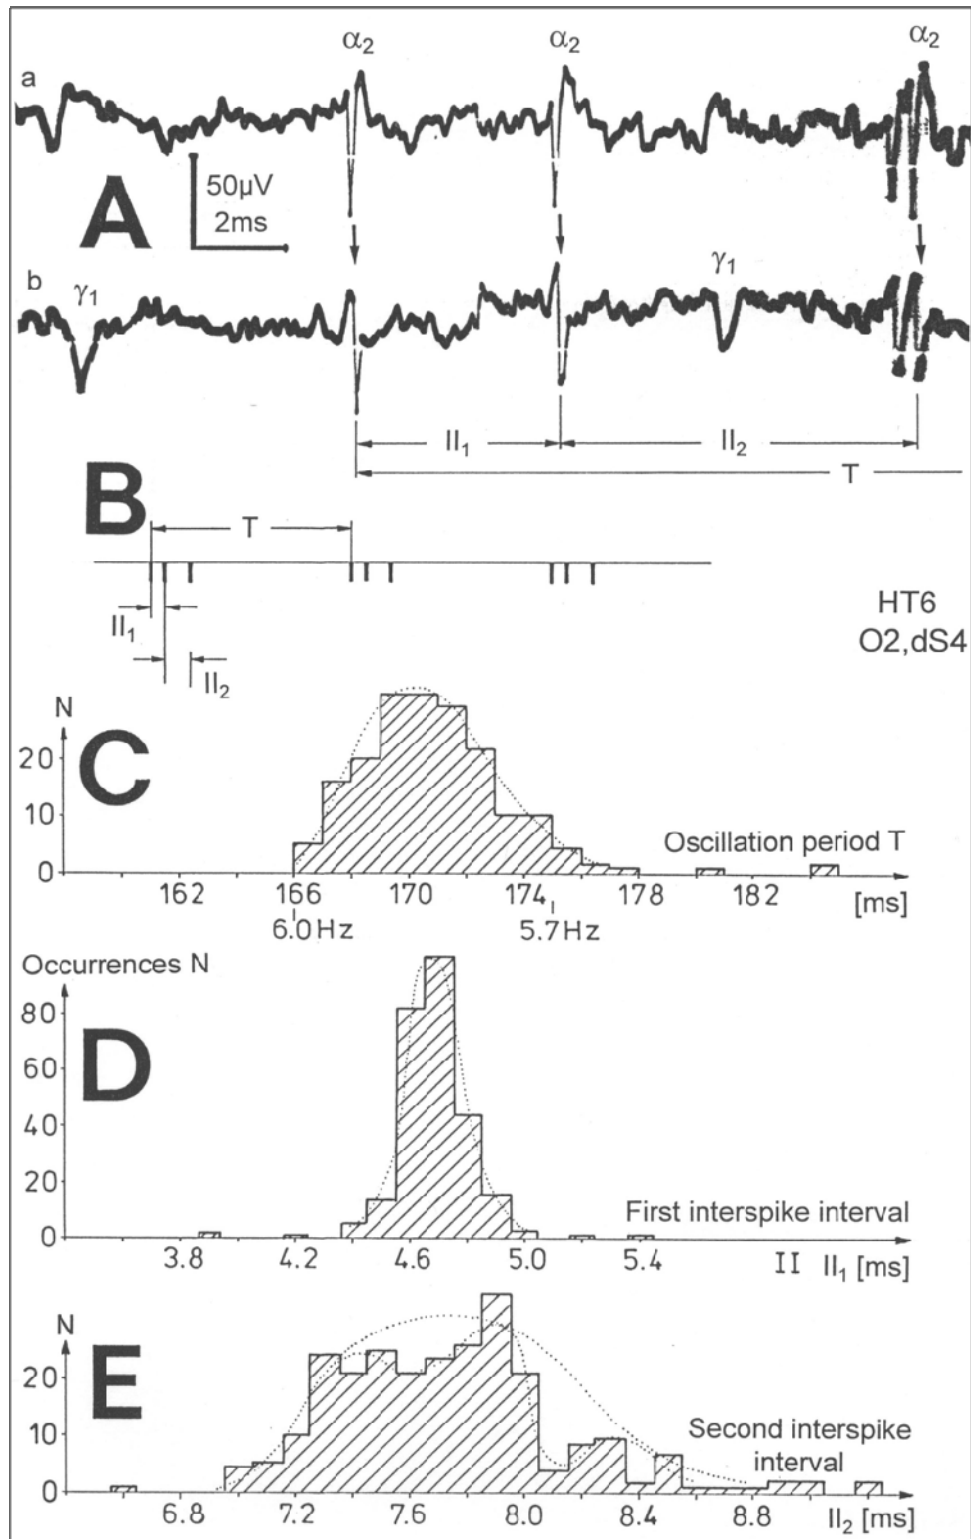 α₂ α₂ α₂
a
A
50μV
2ms
b γ₁ γ₁
II₁ II₂
T
B
T
II₁
II₂
HT6
O2,dS4
N
C
20
10
0
Oscillation period T
162 166 170 174 178 182 [ms]
6.0Hz 5.7Hz
Occurrences N
D
80
60
40
20
0
First interspike interval
3.8 4.2 4.6 5.0 5.4 II II₁ [ms]
N
E
20
10
0
Second interspike
interval
6.8 7.2 7.6 8.0 8.4 8.8 II₂ [ms]